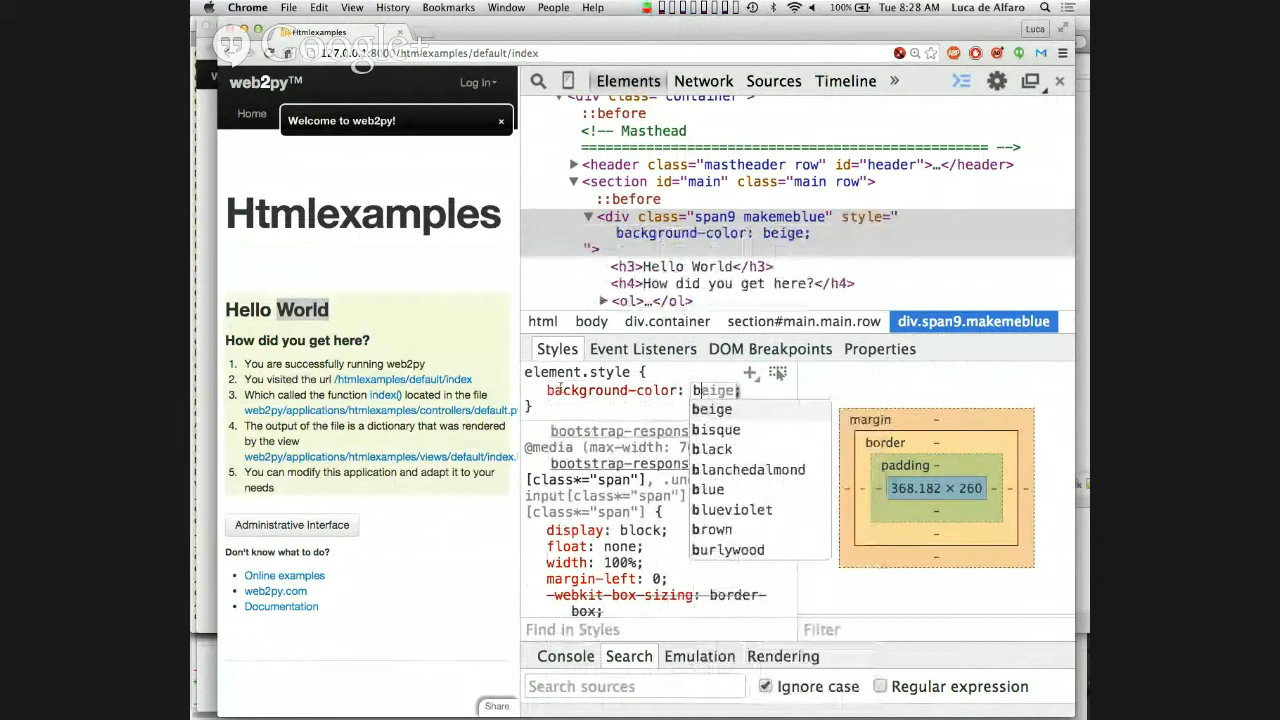 Chrome File Edit View History Bookmarks Window People Help 100% Tue 8:28 AM Luca de Alfaro
Htmlexamples Luca
Google+
127.0.0.1:8000/htmlexamples/default/index
web2py™ Log In
Home
Welcome to web2py! ×
Htmlexamples
Hello World
How did you get here?
1. You are successfully running web2py
2. You visited the url /htmlexamples/default/index
3. Which called the function index() located in the file
web2py/applications/htmlexamples/controllers/default.p
4. The output of the file is a dictionary that was rendered
by the view
web2py/applications/htmlexamples/views/default/index.
5. You can modify this application and adapt it to your
needs
Administrative Interface
Don't know what to do?
Online examples
web2py.com
Documentation
Share
Elements Network Sources Timeline »
<div class="container">
::before
<!-- Masthead
================================================== -->
<header class="mastheader row" id="header">…</header>
<section id="main" class="main row">
::before
<div class="span9 makemeblue" style="
background-color: beige;
">
<h3>Hello World</h3>
<h4>How did you get here?</h4>
<ol>…</ol>
html body div.container section#main.main.row div.span9.makemeblue
Styles Event Listeners DOM Breakpoints Properties
element.style {
background-color: beige;
}
beige
bisque
black
blanchedalmond
blue
blueviolet
brown
burlywood
bootstrap-respons
@media (max-width: 76
bootstrap-respons
[class*="span"], .un
input[class*="span"]
[class*="span"] {
display: block;
float: none;
width: 100%;
margin-left: 0;
-webkit-box-sizing: border-
box;
margin –
border –
padding –
– – – 368.182 × 260 – – –
–
–
–
Find in Styles Filter
Console Search Emulation Rendering
Search sources Ignore case Regular expression